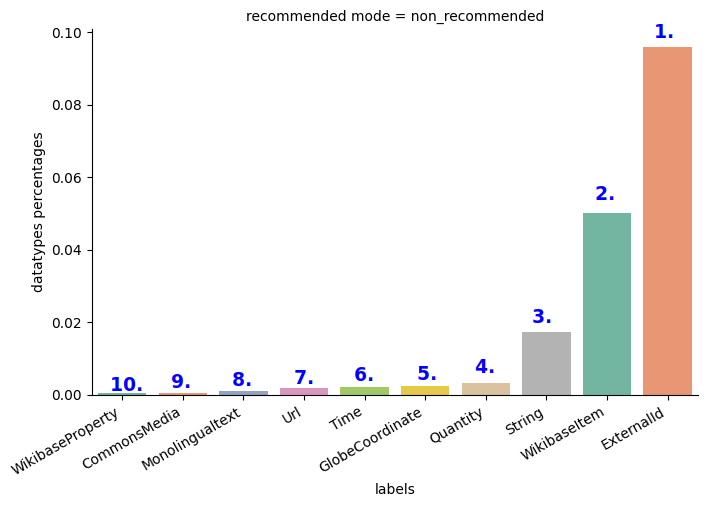 recommended mode = non_recommended
0.10
0.08
0.06
0.04
0.02
0.00
datatypes percentages
10.
9.
8.
7.
6.
5.
4.
3.
2.
1.
WikibaseProperty
CommonsMedia
Monolingualtext
Url
Time
GlobeCoordinate
Quantity
String
WikibaseItem
ExternalId
labels